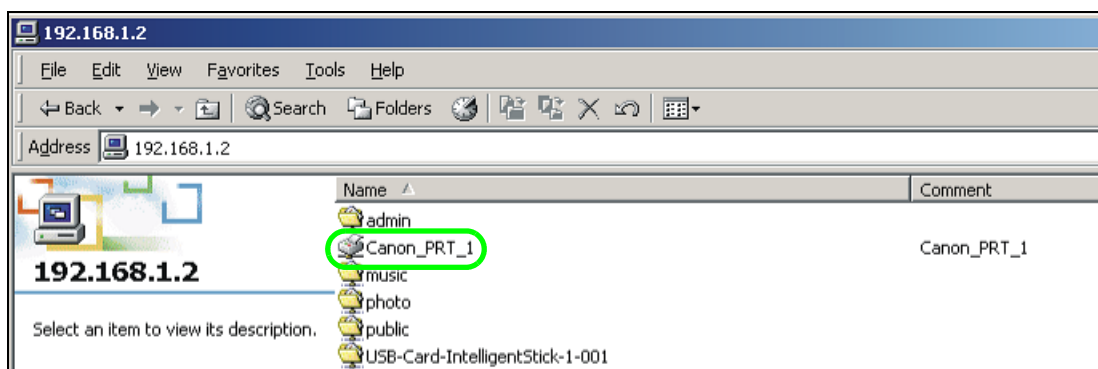 192.168.1.2
File Edit View Favorites Tools Help
Back Search Folders
Address 192.168.1.2
Name Comment
admin
Canon_PRT_1 Canon_PRT_1
music
192.168.1.2
photo
Select an item to view its description.
public
USB-Card-IntelligentStick-1-001